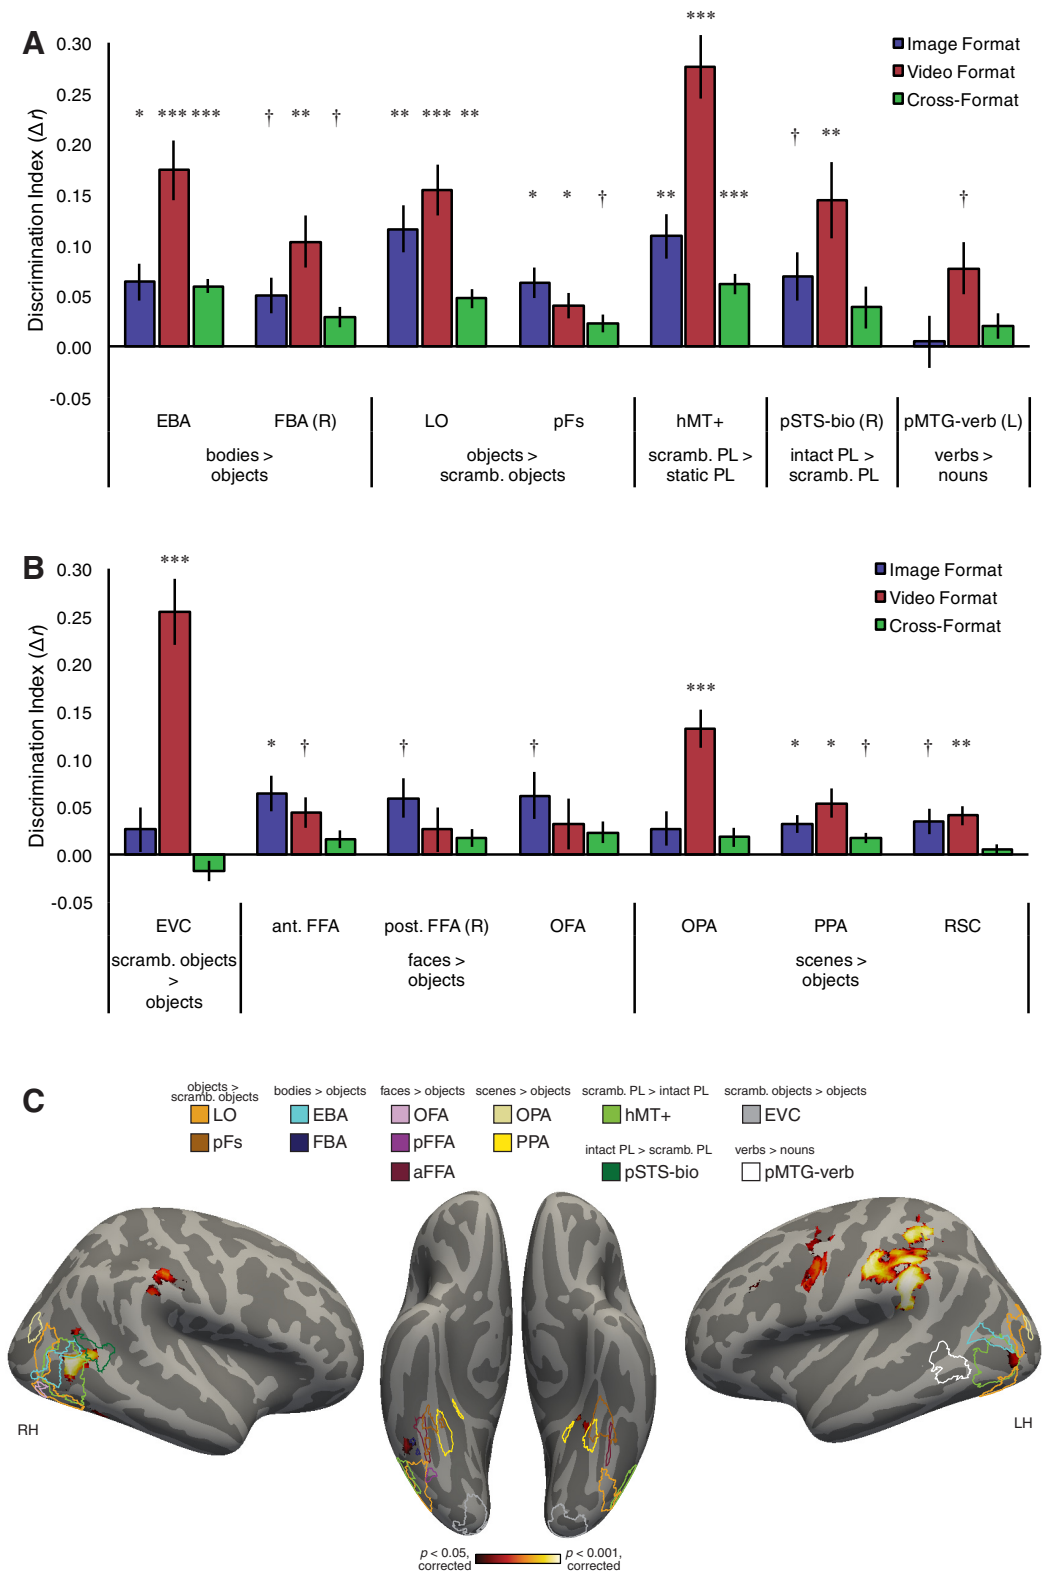 A
0.30
0.25
0.20
0.15
0.10
0.05
0.00
-0.05
Discrimination Index (Δr)
Image Format
Video Format
Cross-Format
* *** ***
† ** †
** *** **
* * †
** *** ***
† **
†
EBA FBA (R) LO pFs hMT+ pSTS-bio (R) pMTG-verb (L)
bodies >
objects
objects >
scramb. objects
scramb. PL >
static PL
intact PL >
scramb. PL
verbs >
nouns
B
0.30
0.25
0.20
0.15
0.10
0.05
0.00
-0.05
Discrimination Index (Δr)
Image Format
Video Format
Cross-Format
***
* †
†
†
***
* * †
† **
EVC ant. FFA post. FFA (R) OFA OPA PPA RSC
scramb. objects
>
objects
faces >
objects
scenes >
objects
C
objects >
scramb. objects
LO
pFs
bodies > objects
EBA
FBA
faces > objects
OFA
pFFA
aFFA
scenes > objects
OPA
PPA
scramb. PL > intact PL
hMT+
intact PL > scramb. PL
pSTS-bio
scramb. objects > objects
EVC
verbs > nouns
pMTG-verb
RH
LH
p < 0.05,
corrected
p < 0.001,
corrected